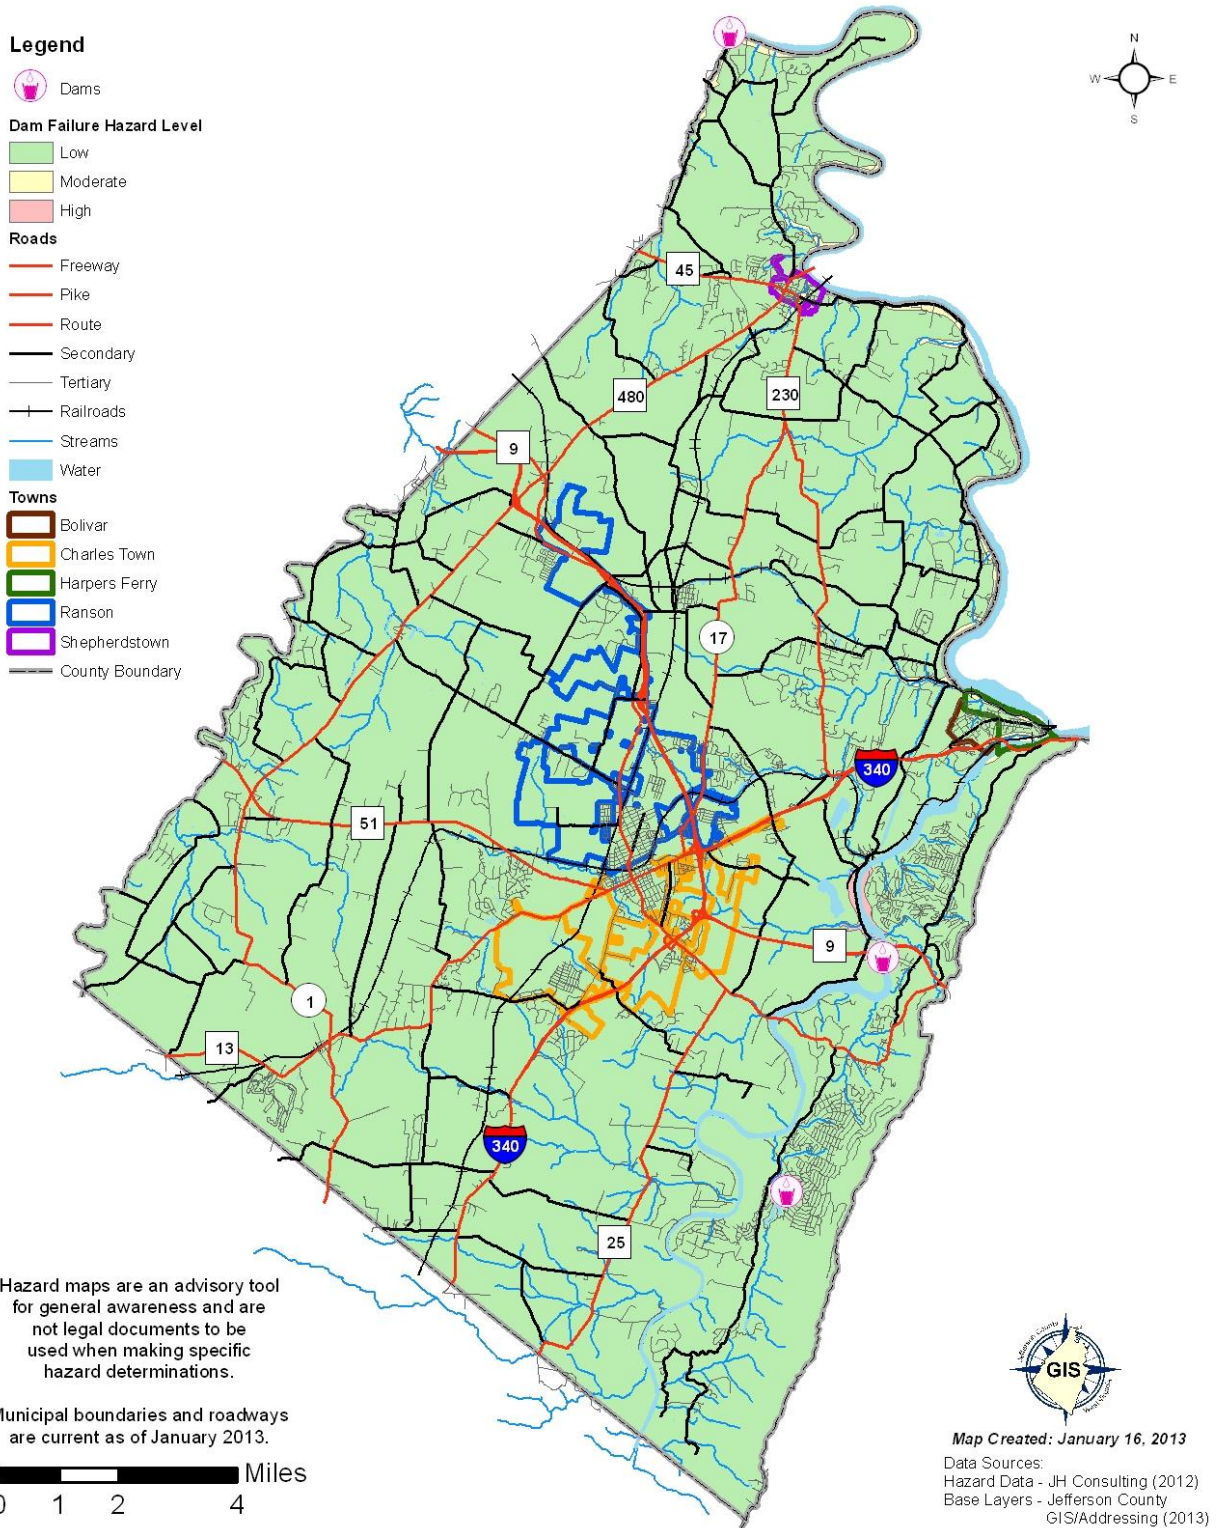 Legend
Dams
Dam Failure Hazard Level
Low
Moderate
High
Roads
Freeway
Pike
Route
Secondary
Tertiary
Railroads
Streams
Water
Towns
Bolivar
Charles Town
Harpers Ferry
Ranson
Shepherdstown
County Boundary
N
W E
S
45
480
230
9
17
340
51
9
1
13
340
25
Hazard maps are an advisory tool
for general awareness and are
not legal documents to be
used when making specific
hazard determinations.
Municipal boundaries and roadways
are current as of January 2013.
Miles
0 1 2 4
Jefferson County
GIS
Map Created: January 16, 2013
Data Sources:
Hazard Data - JH Consulting (2012)
Base Layers - Jefferson County
GIS/Addressing (2013)